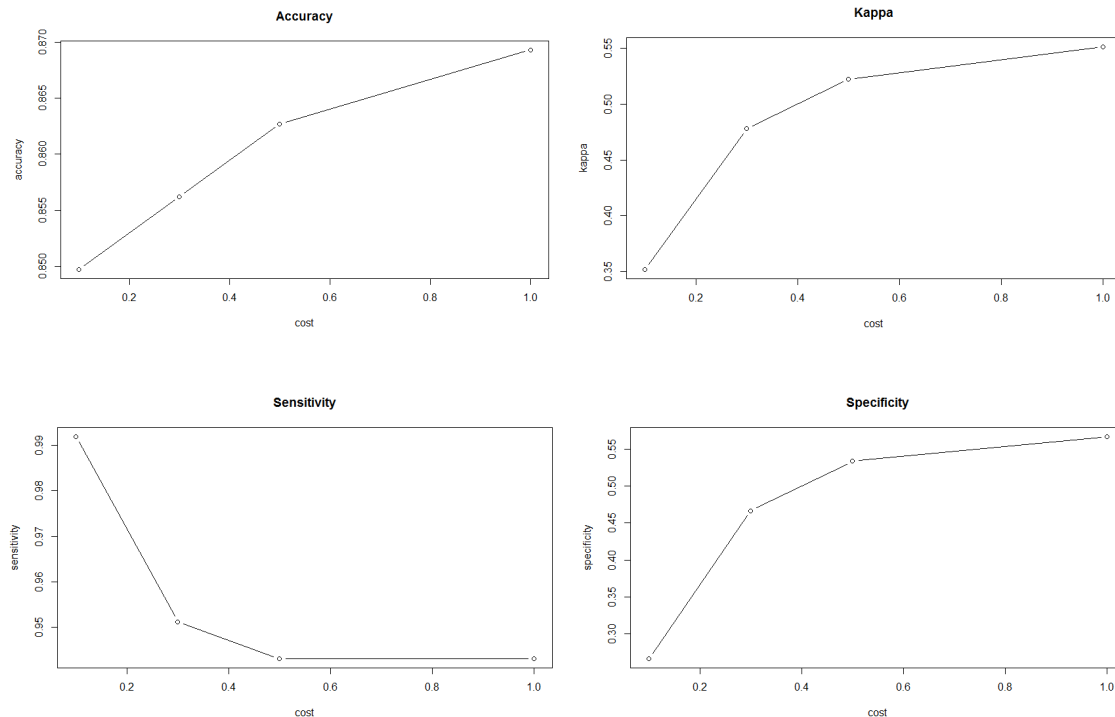 Accuracy
accuracy
0.870
0.865
0.860
0.855
0.850
0.2 0.4 0.6 0.8 1.0
cost
Kappa
kappa
0.55
0.50
0.45
0.40
0.35
0.2 0.4 0.6 0.8 1.0
cost
Sensitivity
sensitivity
0.99
0.98
0.97
0.96
0.95
0.2 0.4 0.6 0.8 1.0
cost
Specificity
specificity
0.55
0.50
0.45
0.40
0.35
0.30
0.2 0.4 0.6 0.8 1.0
cost